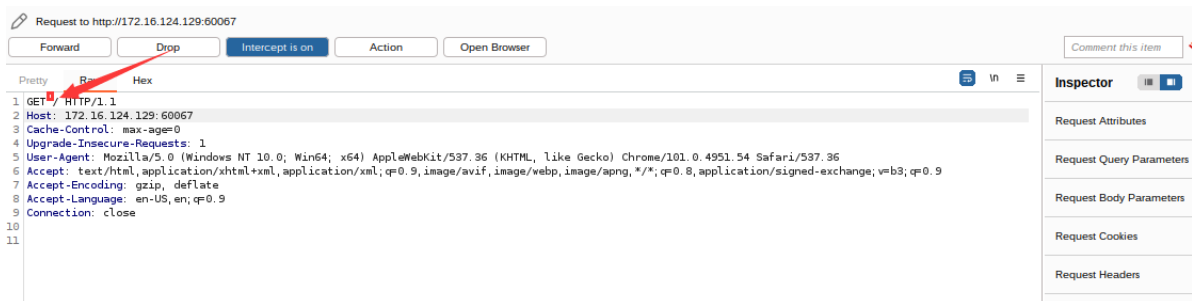 Request to http://172.16.124.129:60067
Forward
Drop
Intercept is on
Action
Open Browser
Comment this item
Pretty
Hex
\n
Inspector
1 GET / HTTP/1.1
2 Host: 172.16.124.129:60067
3 Cache-Control: max-age=0
4 Upgrade-Insecure-Requests: 1
5 User-Agent: Mozilla/5.0 (Windows NT 10.0; Win64; x64) AppleWebKit/537.36 (KHTML, like Gecko) Chrome/101.0.4951.54 Safari/537.36
6 Accept: text/html,application/xhtml+xml,application/xml;q=0.9,image/avif,image/webp,image/apng,*/*;q=0.8,application/signed-exchange;v=b3;q=0.9
7 Accept-Encoding: gzip, deflate
8 Accept-Language: en-US,en;q=0.9
9 Connection: close
10
11
Request Attributes
Request Query Parameters
Request Body Parameters
Request Cookies
Request Headers